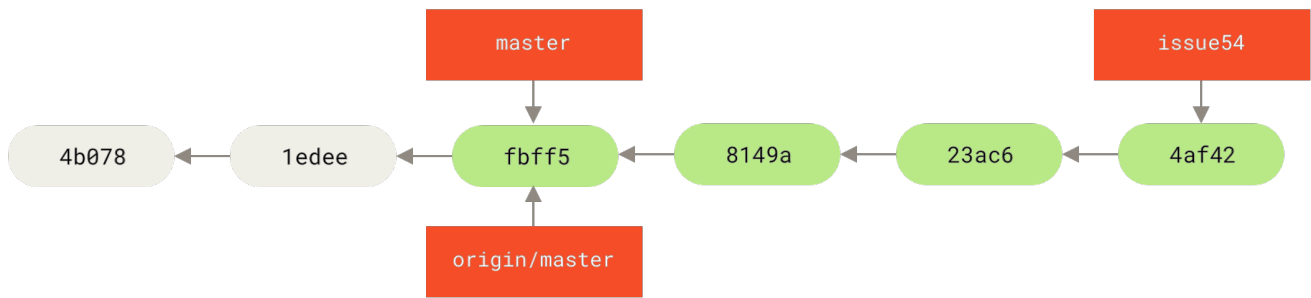 master
issue54
4b078
1edee
fbff5
8149a
23ac6
4af42
origin/master